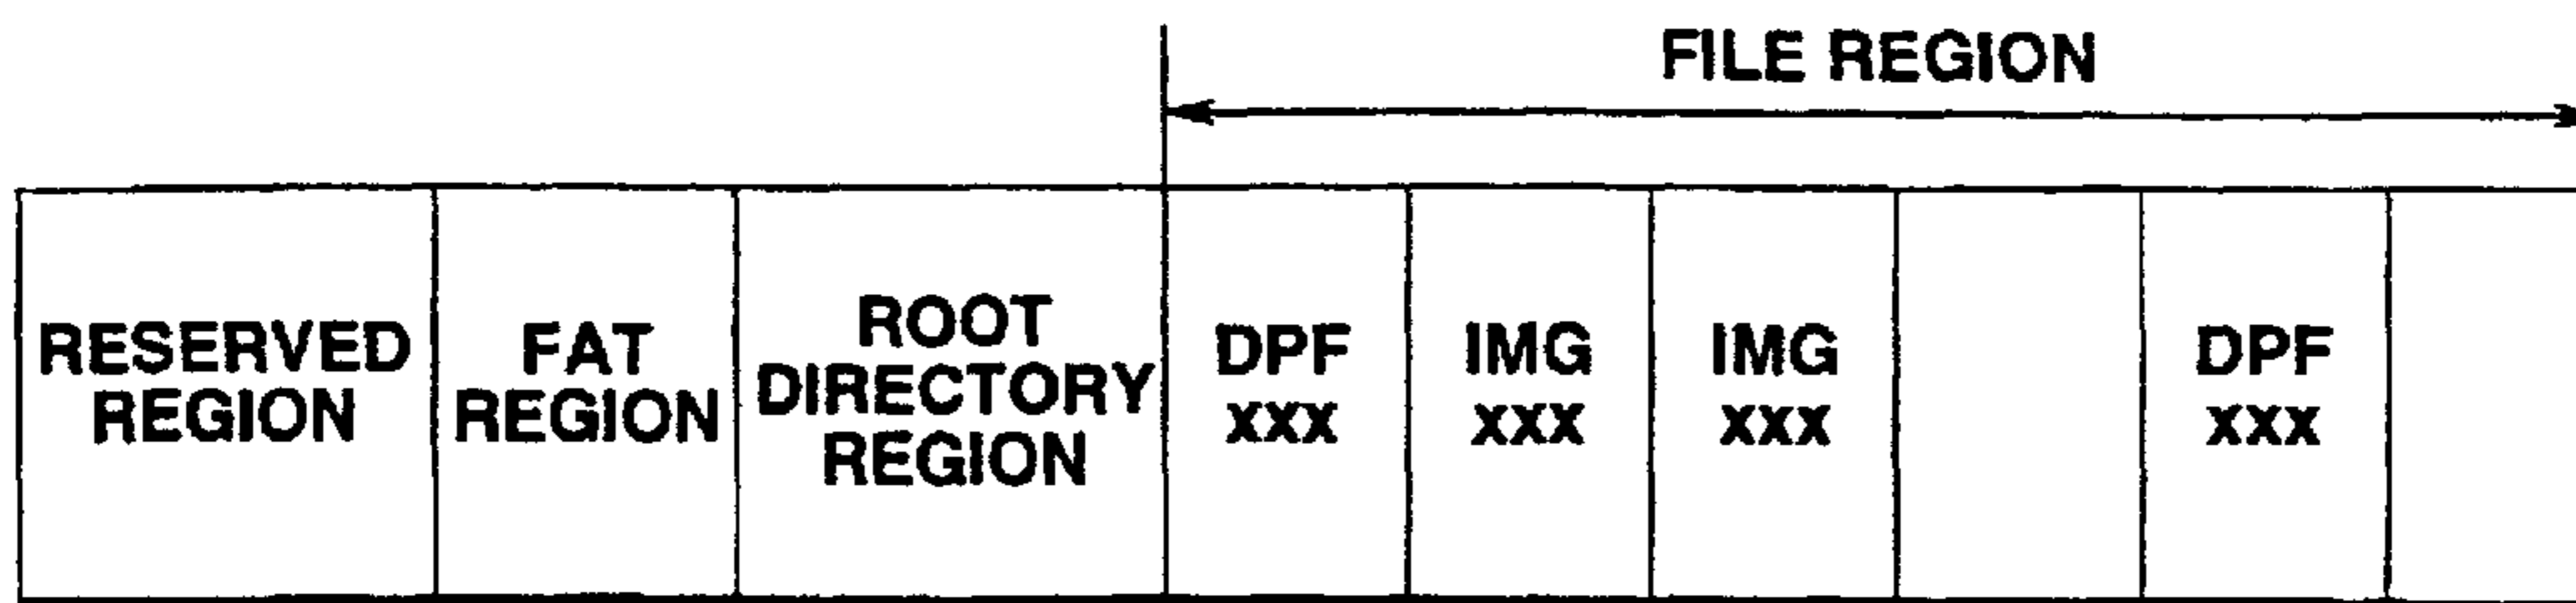 FILE REGION
RESERVED
REGION
FAT
REGION
ROOT
DIRECTORY
REGION
DPF
xxx
IMG
xxx
IMG
xxx
DPF
xxx